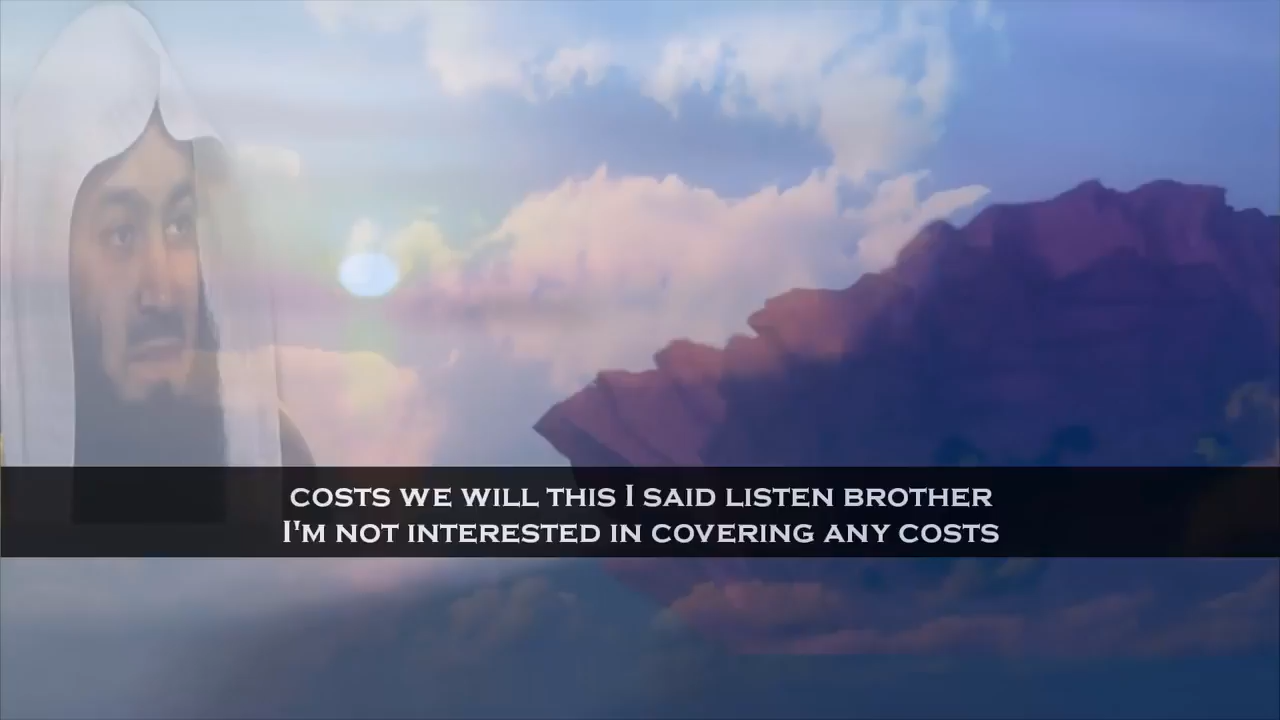 COSTS WE WILL THIS I SAID LISTEN BROTHER
I'M NOT INTERESTED IN COVERING ANY COSTS